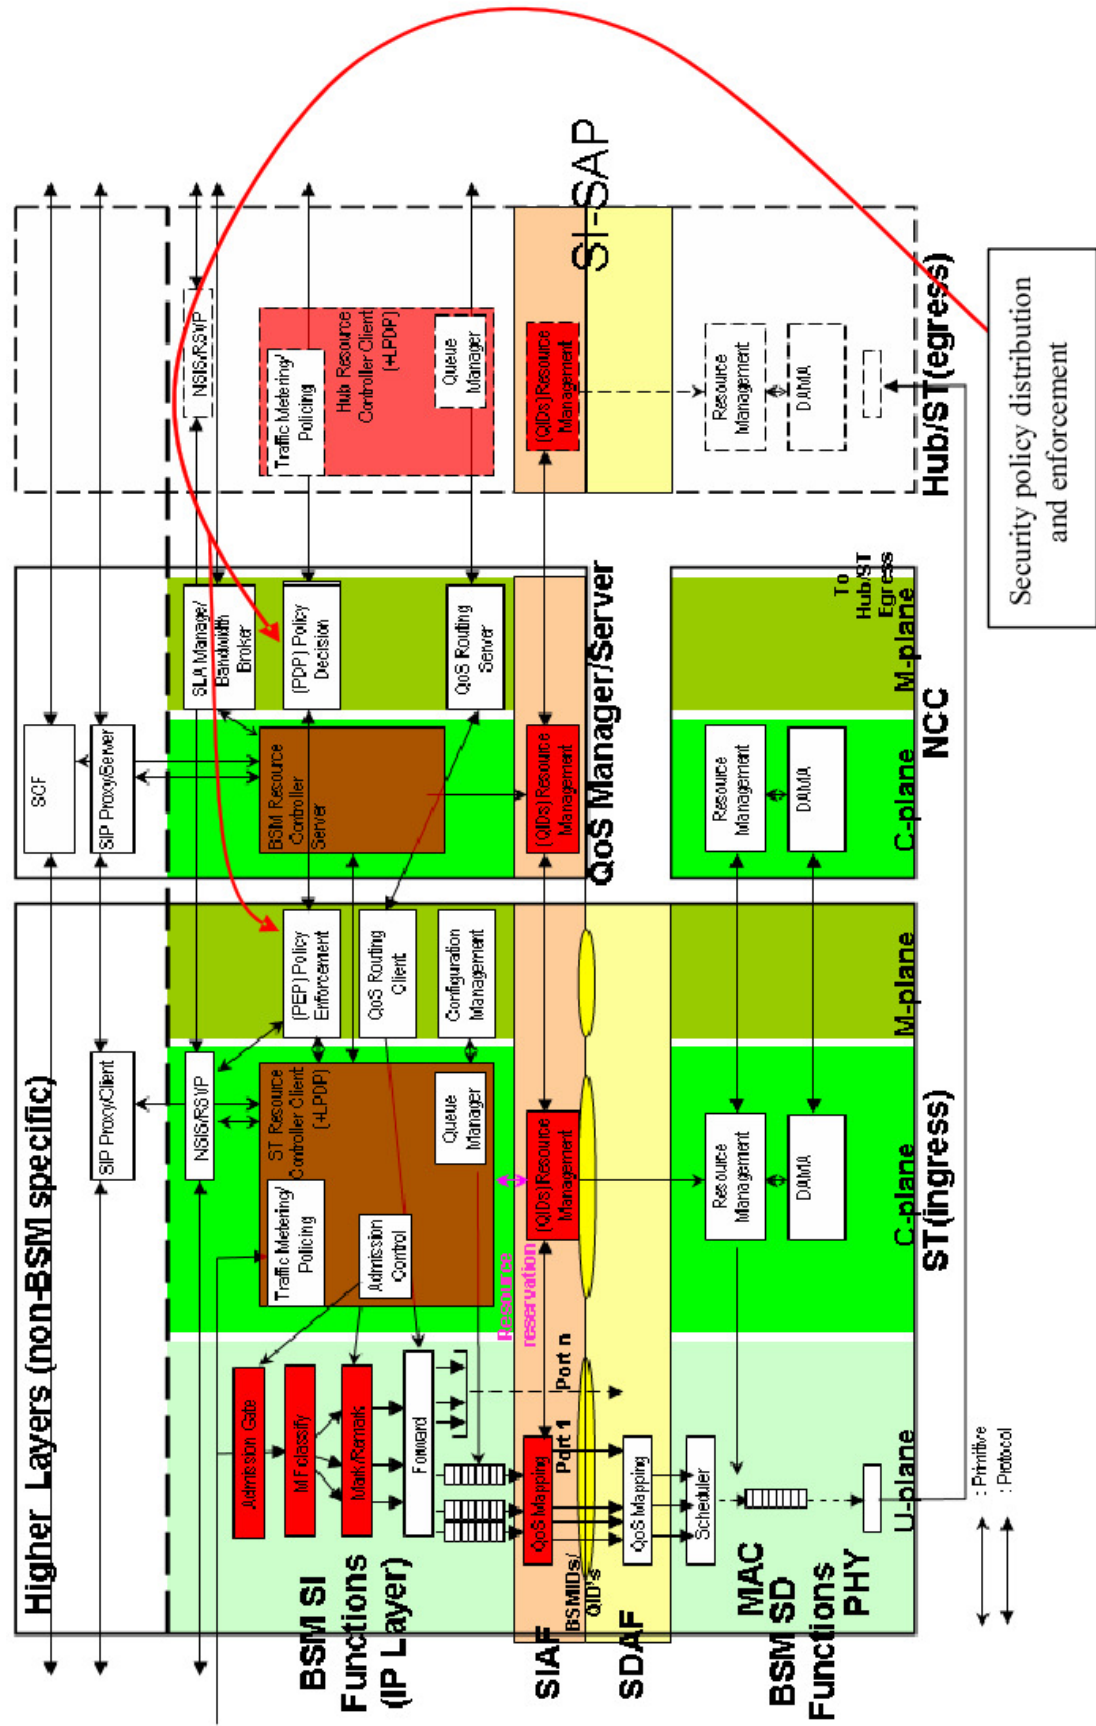 Higher Layers (non-BSM specific)
SCF
SIP Proxy/Client
SIP Proxy/Server
NSIS/RSVP
SLA Manager/
Bandwidth
Broker
NSIS/RSVP
BSM SI
Functions
(IP Layer)
Admission Gate
MF classify
Mark/Remark
Forward
Traffic Metering/
Policing
ST Resource
Controller Client
(+LPDP)
Admission
Control
Queue
Manager
(PEP) Policy
Enforcement
QoS Routing
Client
Configuration
Management
BSM Resource
Controller
Server
(PDP) Policy
Decision
QoS Routing
Server
Traffic Metering/
Policing
Hub Resource
Controller Client
(+LPDP)
Queue
Manager
Resource
reservation
SIAF
QoS Mapping
Port 1
Port n
(QIDs) Resource
Management
(QIDs) Resource
Management
(QIDs) Resource
Management
BSMIDs/
QID's
SI-SAP
QoS Manager/Server
SDAF
QoS Mapping
Scheduler
MAC
BSM SD
Functions
PHY
Resource
Management
DAMA
Resource
Management
DAMA
To
Hub/ST
Egress
Resource
Management
DAMA
U-plane
C-plane
M-plane
C-plane
M-plane
ST(ingress)
NCC
Hub/ST(egress)
: Primitive
: Protocol
Security policy distribution
and enforcement